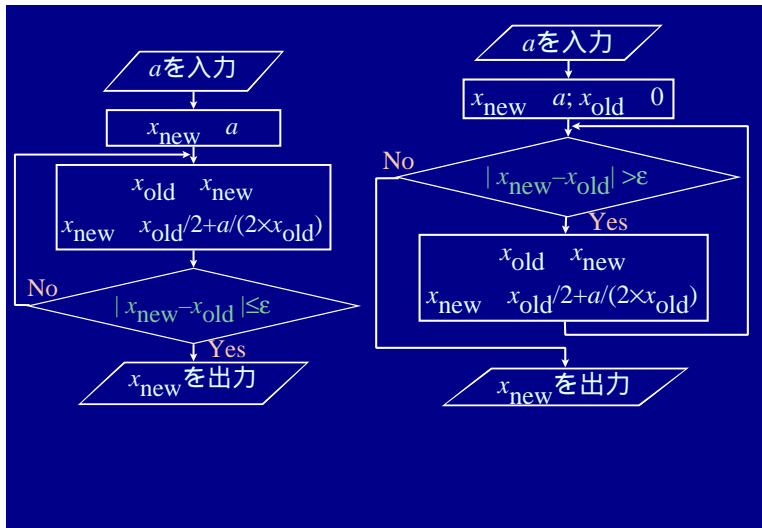 aを入力
xnew a
xold xnew
xnew xold/2+a/(2×xold)
No
| xnew−xold |≤ε
Yes
xnewを出力
aを入力
xnew a; xold 0
No
| xnew−xold| >ε
Yes
xold xnew
xnew xold/2+a/(2×xold)
xnewを出力